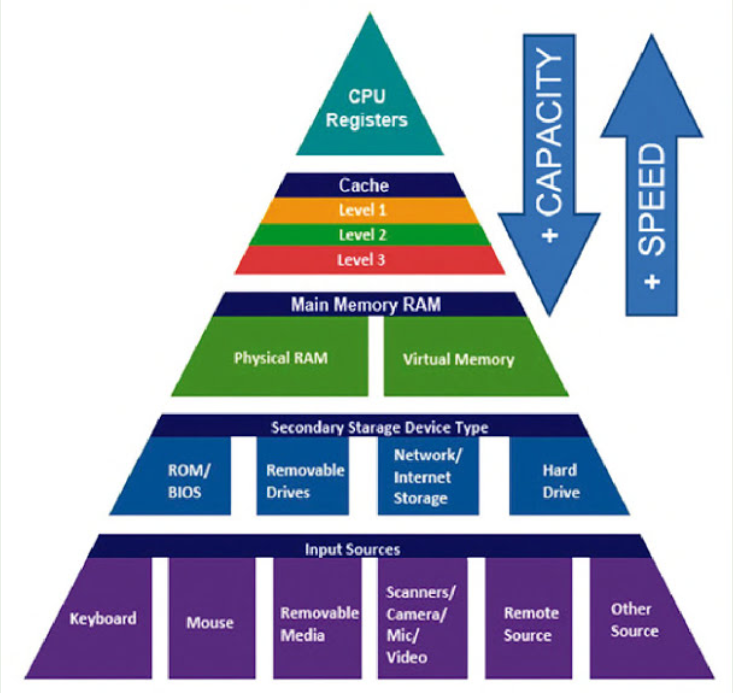 CPU
Registers
+ CAPACITY
+ SPEED
Cache
Level 1
Level 2
Level 3
Main Memory RAM
Physical RAM
Virtual Memory
Secondary Starage Device Type
ROM/
BIOS
Removable
Drives
Network/
Internet
Storage
Hard
Drive
Input Sources
Keyboard
Mouse
Removable
Media
Scanners/
Camera/
Mic/
Video
Remote
Source
Other
Source